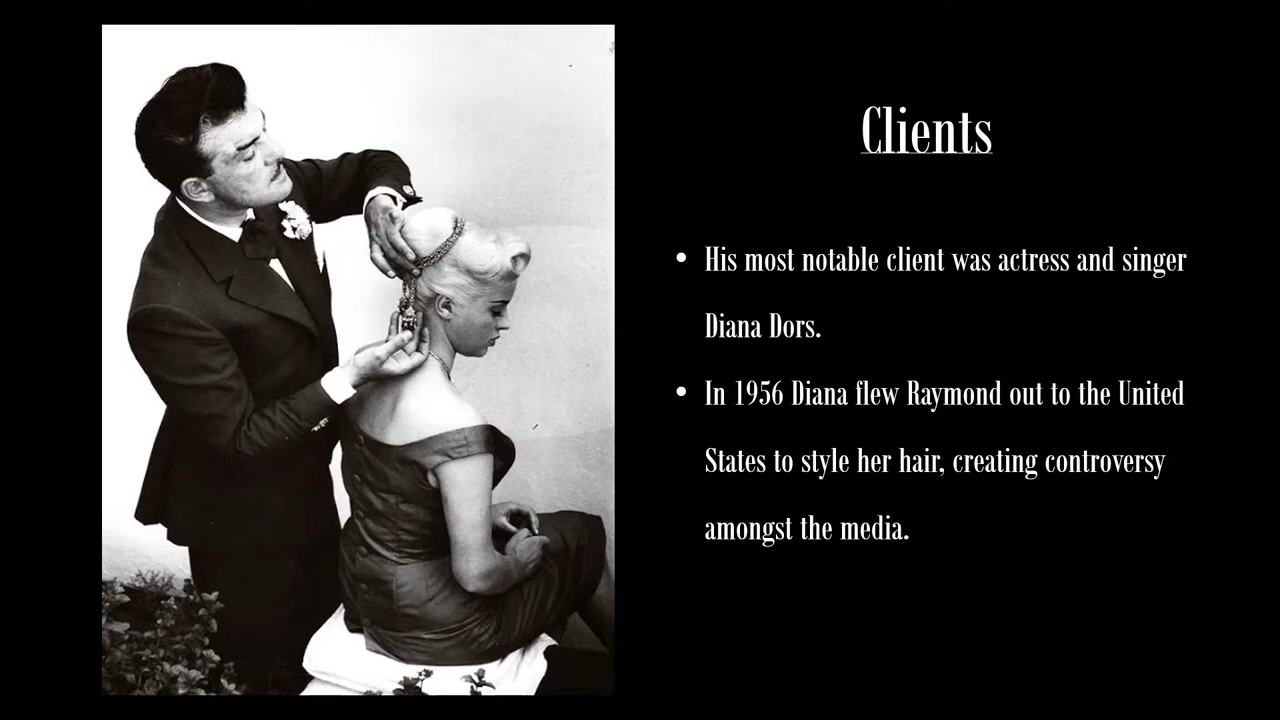 Clients
• His most notable client was actress and singer
Diana Dors.
• In 1956 Diana flew Raymond out to the United
States to style her hair, creating controversy
amongst the media.